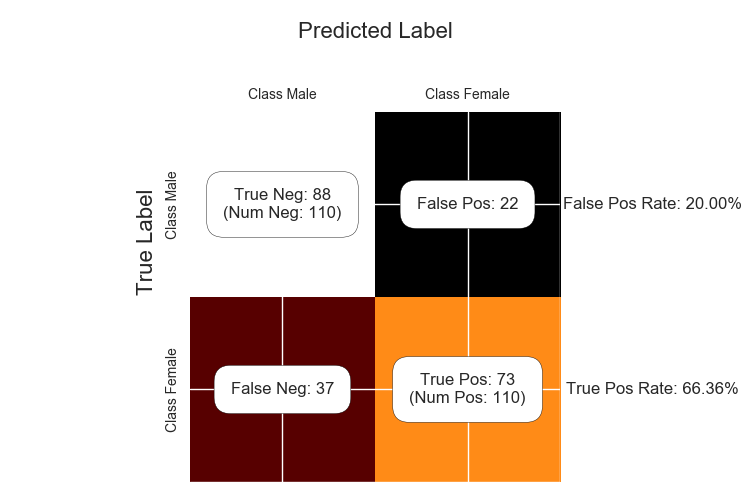 Predicted Label
Class Male
Class Female
True Label
Class Male
True Neg: 88
(Num Neg: 110)
False Pos: 22
False Pos Rate: 20.00%
Class Female
False Neg: 37
True Pos: 73
(Num Pos: 110)
True Pos Rate: 66.36%